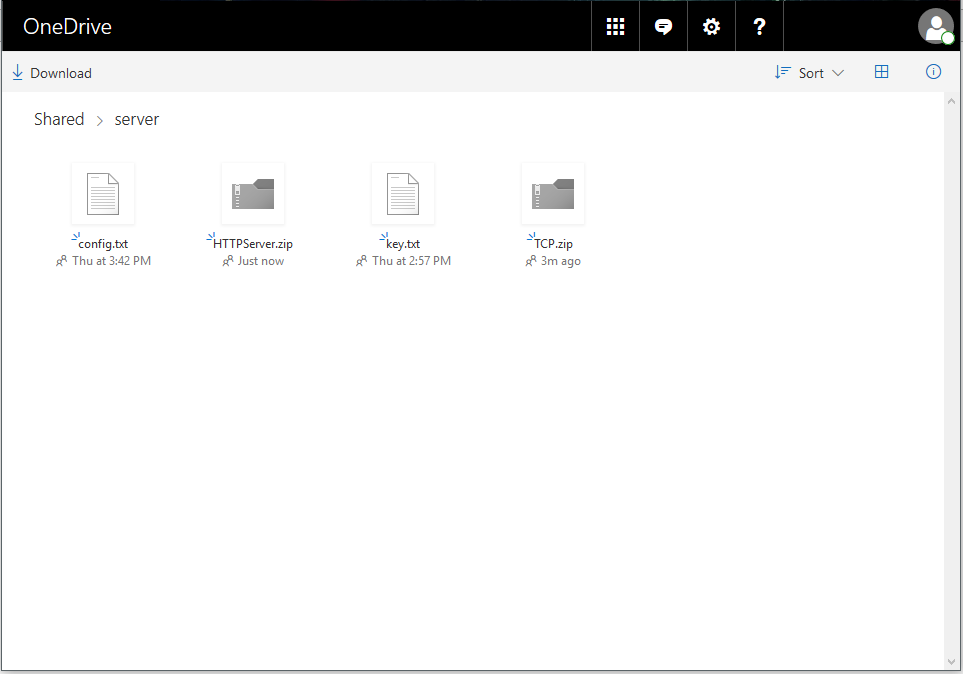 OneDrive
Download
Sort
Shared > server
config.txt
Thu at 3:42 PM
HTTPServer.zip
Just now
key.txt
Thu at 2:57 PM
TCP.zip
3m ago